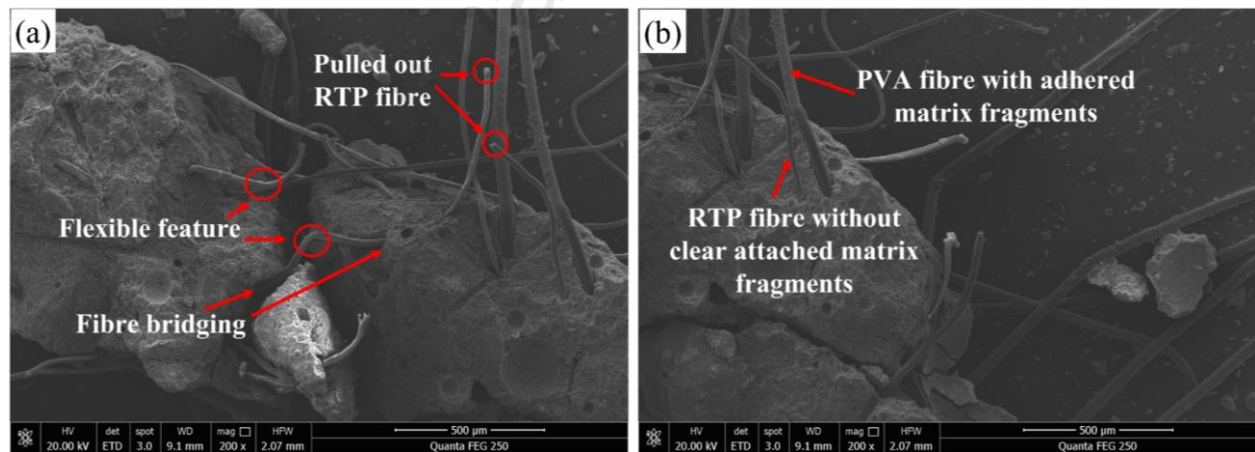 (a)
Pulled out
RTP fibre
Flexible feature
Fibre bridging
HV det spot WD mag HFW 500 µm
20.00 kV ETD 3.0 9.1 mm 200 x 2.07 mm Quanta FEG 250
(b)
PVA fibre with adhered
matrix fragments
RTP fibre without
clear attached matrix
fragments
HV det spot WD mag HFW 500 µm
20.00 kV ETD 3.0 9.1 mm 200 x 2.07 mm Quanta FEG 250